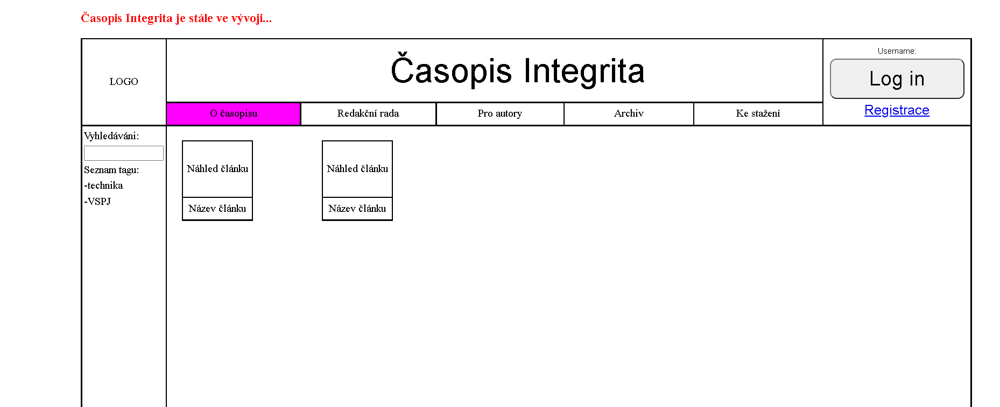 Časopis Integrita je stále ve vývoji...
LOGO
Časopis Integrita
Username:
Log in
Registrace
O časopisu
Redakční rada
Pro autory
Archiv
Ke stažení
Vyhledáváni:
Seznam tagu:
-technika
-VSPJ
Náhled článku
Název článku
Náhled článku
Název článku